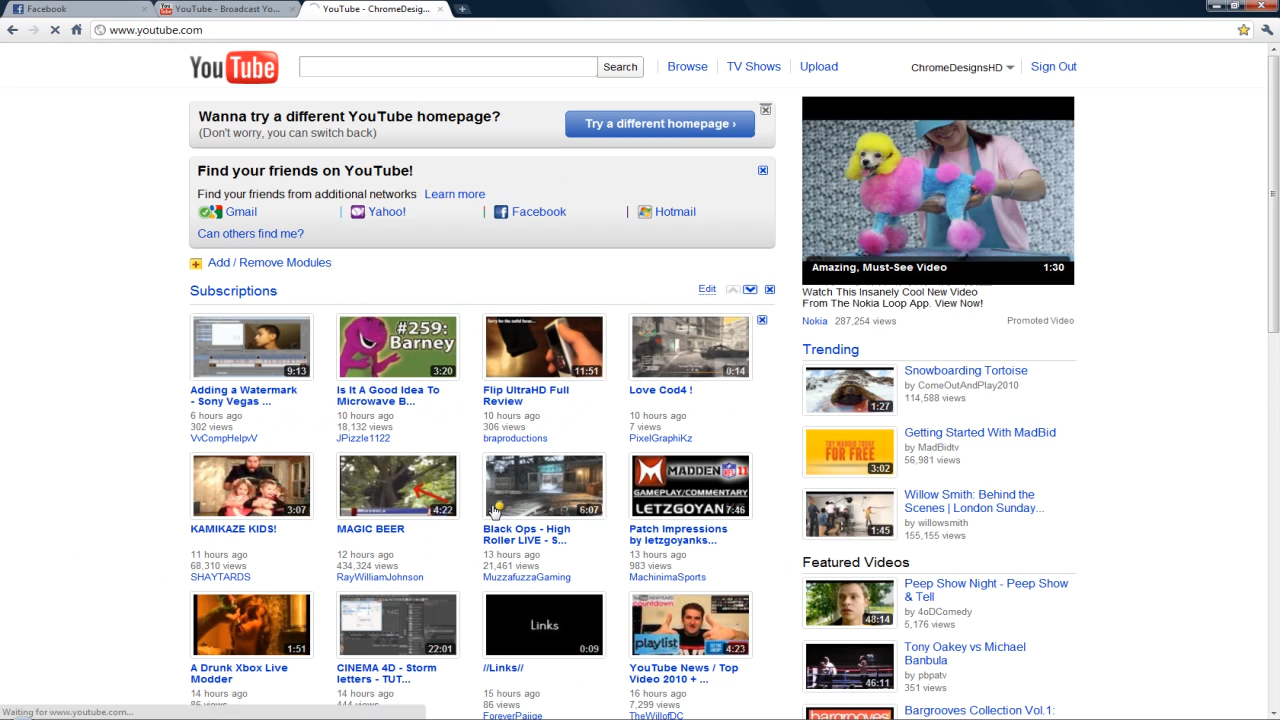 Facebook
YouTube - Broadcast Yo...
YouTube - ChromeDesig...
www.youtube.com
YouTube
Search
Browse
TV Shows
Upload
ChromeDesignsHD
Sign Out
Wanna try a different YouTube homepage?
(Don't worry, you can switch back)
Try a different homepage ›
Find your friends on YouTube!
Find your friends from additional networks Learn more
Gmail
Yahoo!
Facebook
Hotmail
Can others find me?
Add / Remove Modules
Subscriptions
Edit
9:13
Adding a Watermark
- Sony Vegas ...
6 hours ago
302 views
VvCompHelpvV
#259:
Barney
3:20
Is It A Good Idea To
Microwave B...
10 hours ago
18,132 views
JPizzle1122
11:51
Flip UltraHD Full
Review
10 hours ago
306 views
braproductions
0:14
Love Cod4 !
10 hours ago
7 views
PixelGraphiKz
3:07
KAMIKAZE KIDS!
11 hours ago
68,310 views
SHAYTARDS
4:22
MAGIC BEER
12 hours ago
434,324 views
RayWilliamJohnson
6:07
Black Ops - High
Roller LIVE - S...
13 hours ago
21,461 views
MuzzafuzzaGaming
MADDEN
NFL 11
GAMEPLAY/COMMENTARY
LETZGOYAN
7:46
Patch Impressions
by letzgoyanks...
13 hours ago
983 views
MachinimaSports
1:51
A Drunk Xbox Live
Modder
14 hours ago
86 views
22:01
CINEMA 4D - Storm
letters - TUT...
14 hours ago
444 views
Links
0:09
//Links//
15 hours ago
86 views
ForeverPaiige
countdown
playlist
4:23
YouTube News / Top
Video 2010 + ...
16 hours ago
7,299 views
TheWillofDC
Amazing, Must-See Video
1:30
Watch This Insanely Cool New Video
From The Nokia Loop App. View Now!
Nokia 287,254 views
Promoted Video
Trending
1:27
Snowboarding Tortoise
by ComeOutAndPlay2010
114,588 views
TRY MADBID TODAY
FOR FREE
3:02
Getting Started With MadBid
by MadBidtv
56,981 views
1:45
Willow Smith: Behind the
Scenes | London Sunday...
by willowsmith
155,155 views
Featured Videos
48:14
Peep Show Night - Peep Show
& Tell
by 4oDComedy
5,176 views
46:11
Tony Oakey vs Michael
Banbula
by pbpatv
351 views
bargrooves
Bargrooves Collection Vol.1:
Waiting for www.youtube.com...